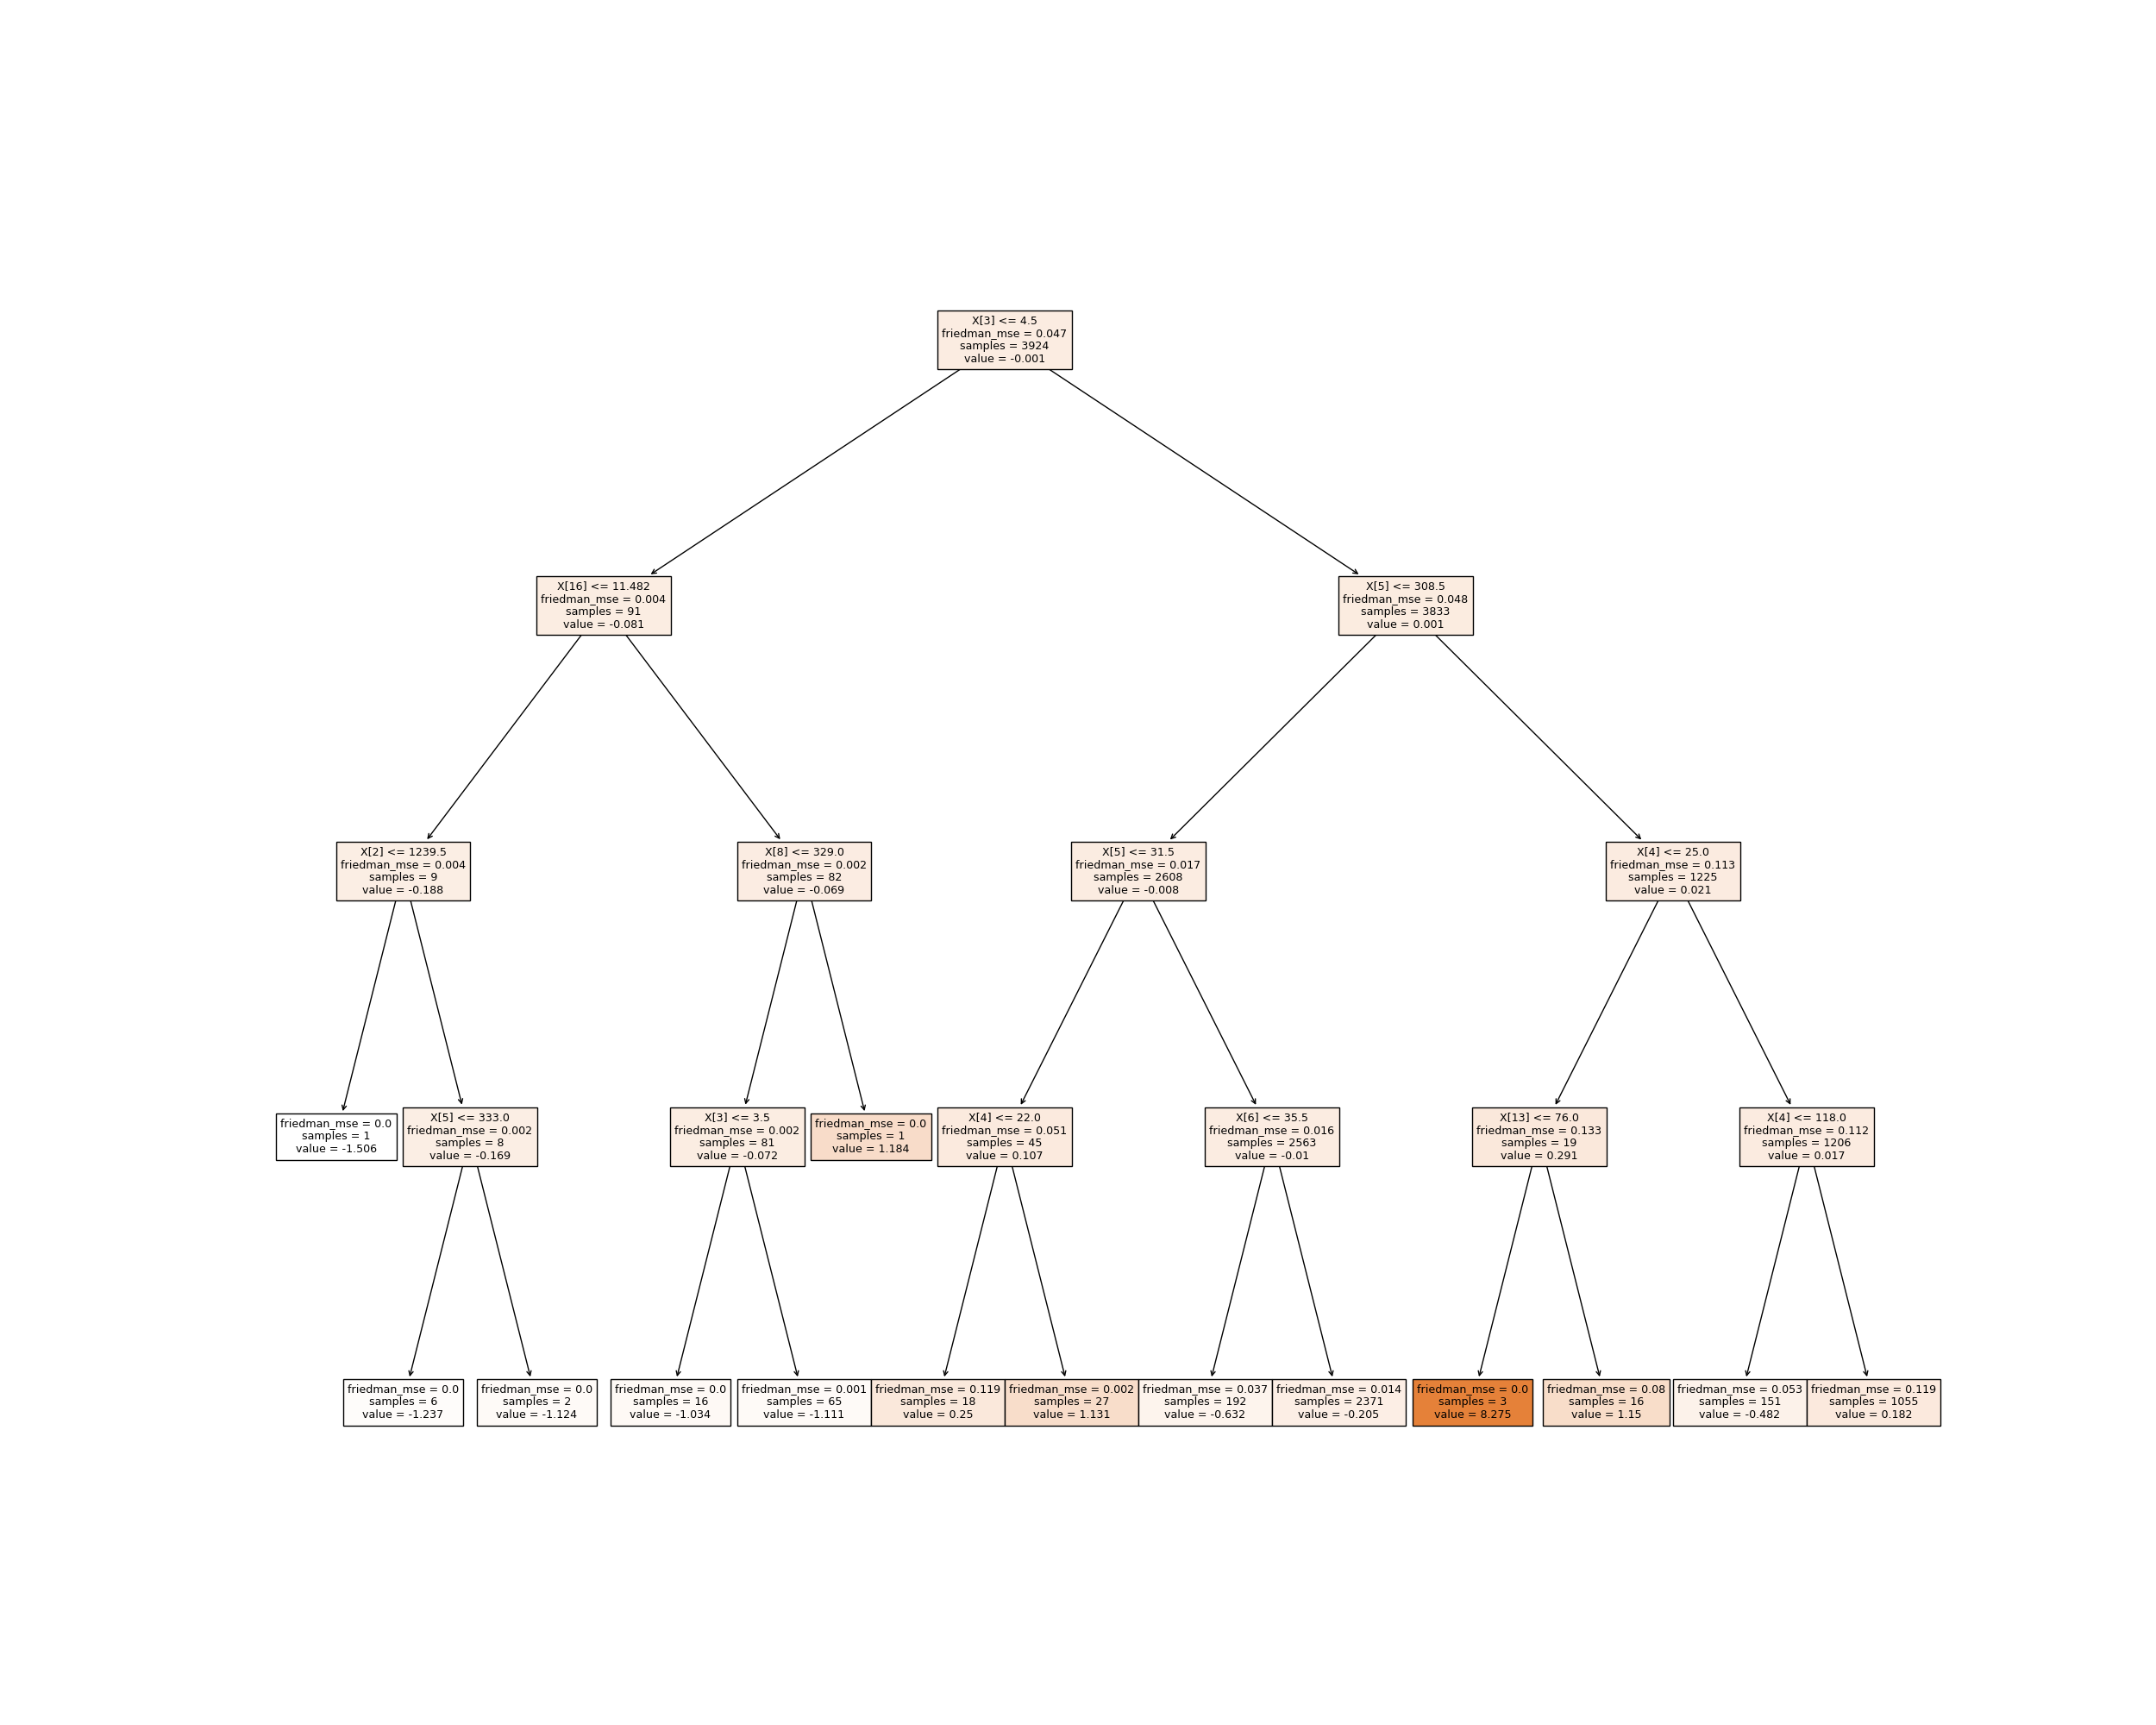 X[3] <= 4.5
friedman_mse = 0.047
samples = 3924
value = -0.001
X[16] <= 11.482
friedman_mse = 0.004
samples = 91
value = -0.081
X[5] <= 308.5
friedman_mse = 0.048
samples = 3833
value = 0.001
X[2] <= 1239.5
friedman_mse = 0.004
samples = 9
value = -0.188
X[8] <= 329.0
friedman_mse = 0.002
samples = 82
value = -0.069
X[5] <= 31.5
friedman_mse = 0.017
samples = 2608
value = -0.008
X[4] <= 25.0
friedman_mse = 0.113
samples = 1225
value = 0.021
friedman_mse = 0.0
samples = 1
value = -1.506
X[5] <= 333.0
friedman_mse = 0.002
samples = 8
value = -0.169
X[3] <= 3.5
friedman_mse = 0.002
samples = 81
value = -0.072
friedman_mse = 0.0
samples = 1
value = 1.184
X[4] <= 22.0
friedman_mse = 0.051
samples = 45
value = 0.107
X[6] <= 35.5
friedman_mse = 0.016
samples = 2563
value = -0.01
X[13] <= 76.0
friedman_mse = 0.133
samples = 19
value = 0.291
X[4] <= 118.0
friedman_mse = 0.112
samples = 1206
value = 0.017
friedman_mse = 0.0
samples = 6
value = -1.237
friedman_mse = 0.0
samples = 2
value = -1.124
friedman_mse = 0.0
samples = 16
value = -1.034
friedman_mse = 0.001
samples = 65
value = -1.111
friedman_mse = 0.119
samples = 18
value = 0.25
friedman_mse = 0.002
samples = 27
value = 1.131
friedman_mse = 0.037
samples = 192
value = -0.632
friedman_mse = 0.014
samples = 2371
value = -0.205
friedman_mse = 0.0
samples = 3
value = 8.275
friedman_mse = 0.08
samples = 16
value = 1.15
friedman_mse = 0.053
samples = 151
value = -0.482
friedman_mse = 0.119
samples = 1055
value = 0.182